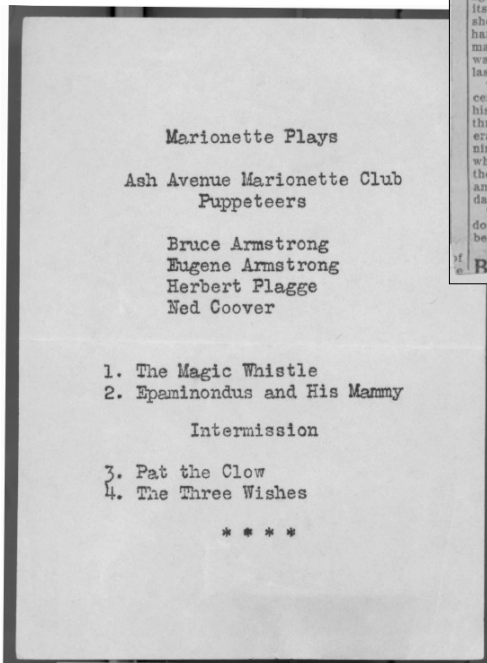 Marionette Plays
Ash Avenue Marionette Club
Puppeteers
Bruce Armstrong
Eugene Armstrong
Herbert Plagge
Ned Coover
1. The Magic Whistle
2. Epaminondus and His Mammy
Intermission
3. Pat the Clow
4. The Three Wishes
* * * *